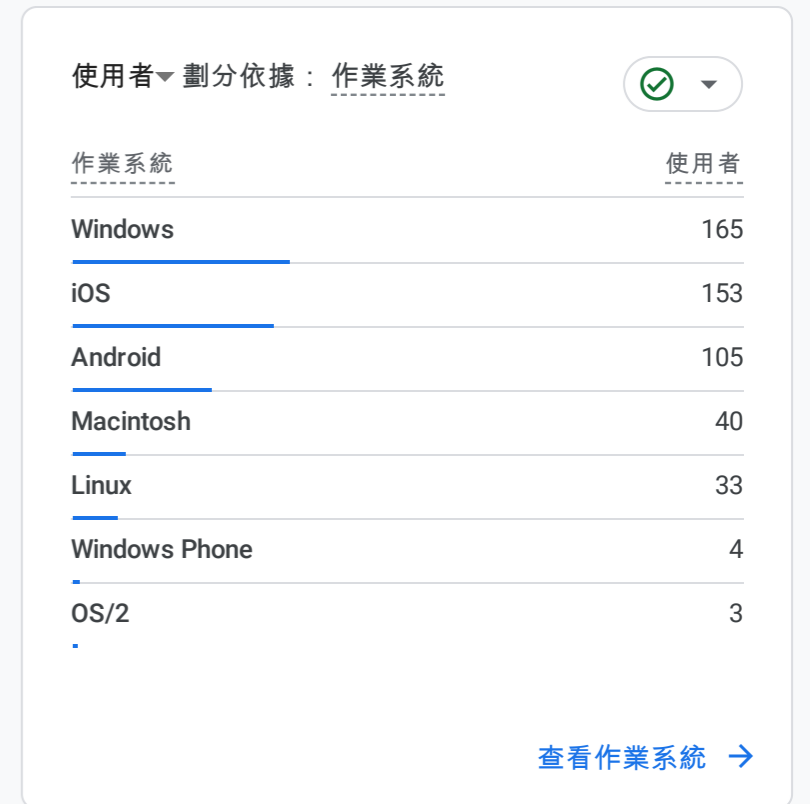 使用者 劃分依據：作業系統
作業系統 使用者
Windows 165
iOS 153
Android 105
Macintosh 40
Linux 33
Windows Phone 4
OS/2 3
查看作業系統 →